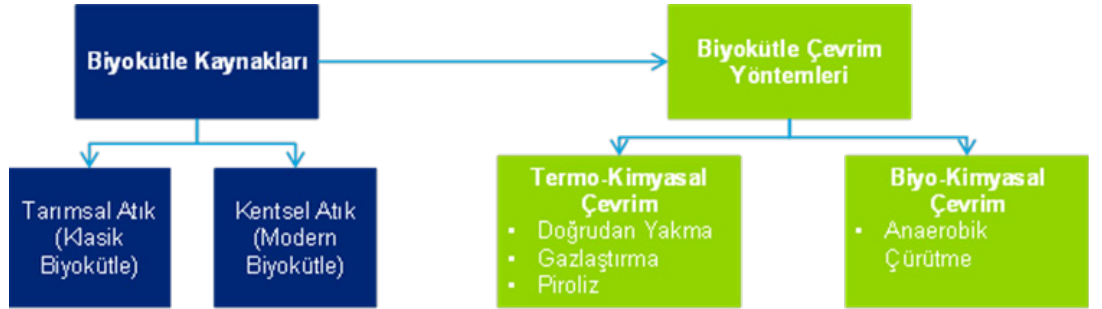 Biyokütle Kaynakları
Biyokütle Çevrim
Yöntemleri
Tarımsal Atık
(Klasik
Biyokütle)
Kentsel Atık
(Modern
Biyokütle)
Termo-Kimyasal
Çevrim
▪ Doğrudan Yakma
▪ Gazlaştırma
▪ Piroliz
Biyo-Kimyasal
Çevrim
▪ Anaerobik
Çürütme